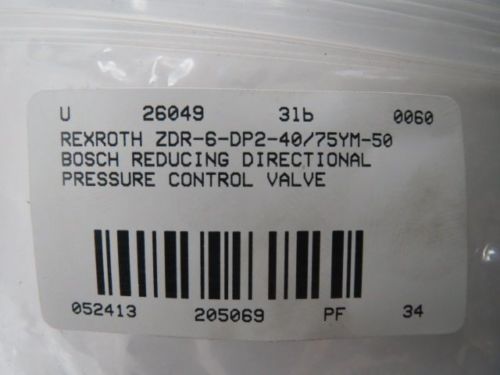 U 26049 31b 0060
REXROTH ZDR-6-DP2-40/75YM-50
BOSCH REDUCING DIRECTIONAL
PRESSURE CONTROL VALVE
052413 205069 PF 34